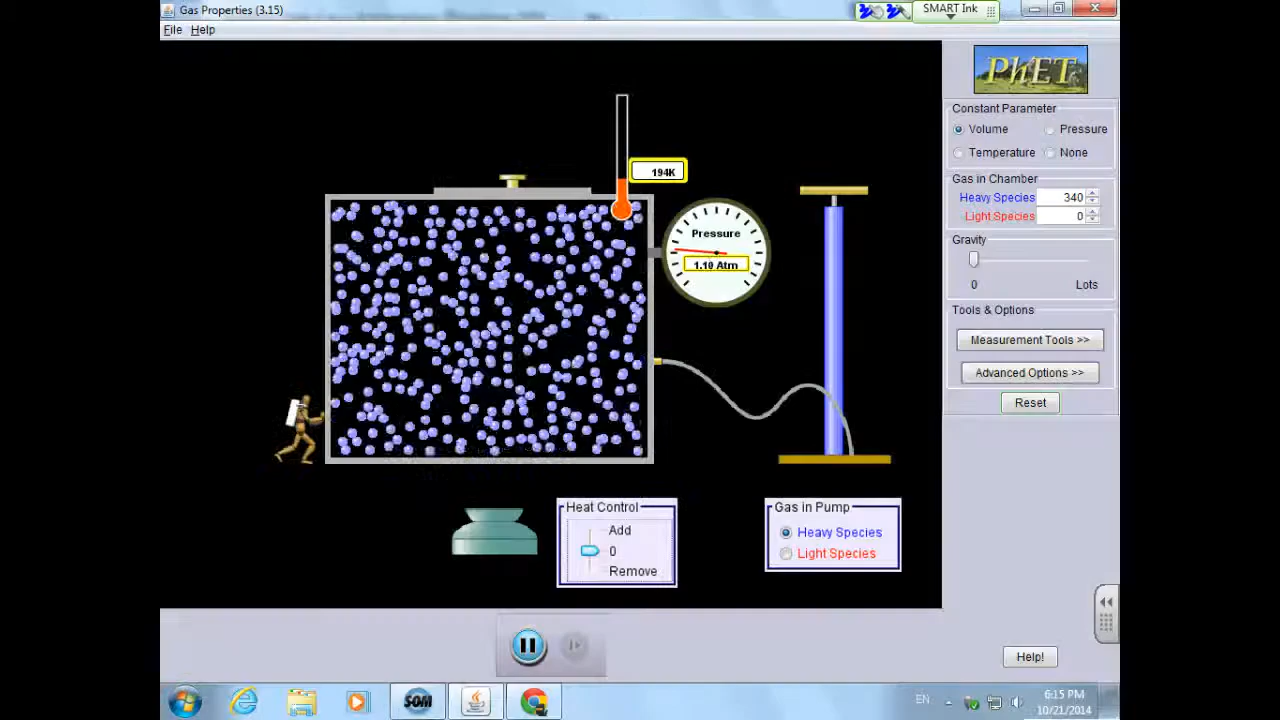 Gas Properties (3.15)
SMART Ink
File Help
PhET
Constant Parameter
Volume Pressure
Temperature None
Gas in Chamber
Heavy Species 340
Light Species 0
Gravity
0 Lots
Tools & Options
Measurement Tools >>
Advanced Options >>
Reset
194K
Pressure
1.10 Atm
Heat Control
Add
0
Remove
Gas in Pump
Heavy Species
Light Species
Help!
SOM
EN
6:15 PM
10/21/2014